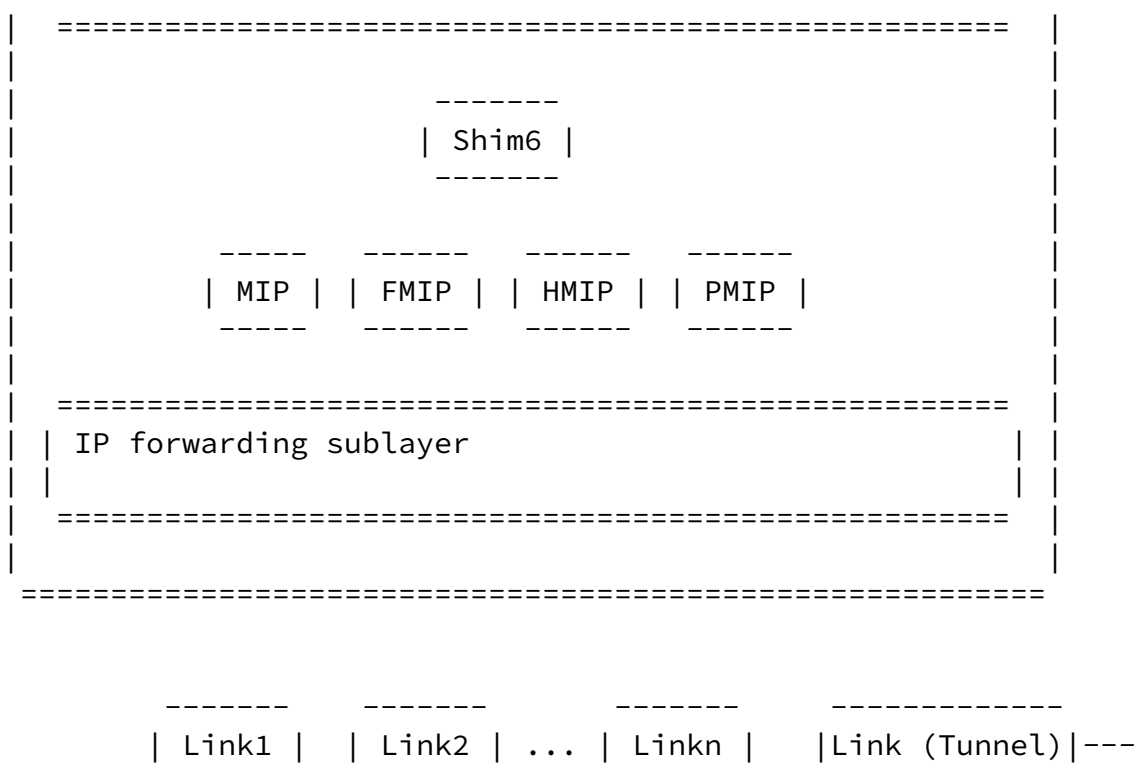 Shim6
MIP FMIP HMIP PMIP
IP forwarding sublayer
Link1 Link2 ... Linkn Link (Tunnel)